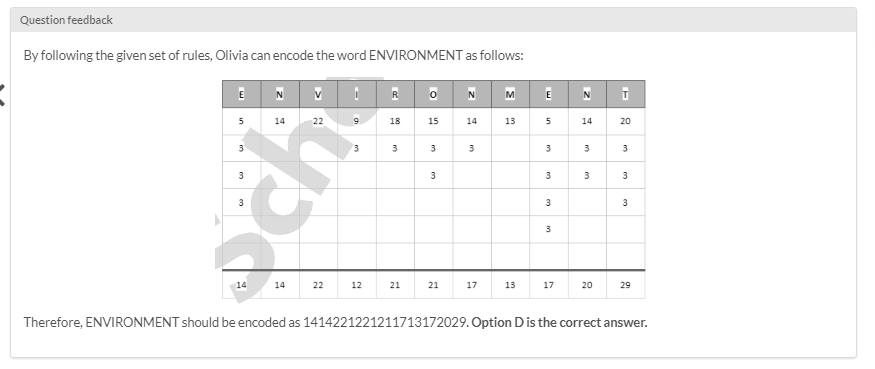 Question feedback
By following the given set of rules, Olivia can encode the word ENVIRONMENT as follows:
E N V I R O N M E N T
5 14 22 9 18 15 14 13 5 14 20
3 3 3 3 3 3 3 3
3 3 3 3 3
3 3 3
3
14 14 22 12 21 21 17 13 17 20 29
Therefore, ENVIRONMENT should be encoded as 1414221221211713172029. Option D is the correct answer.